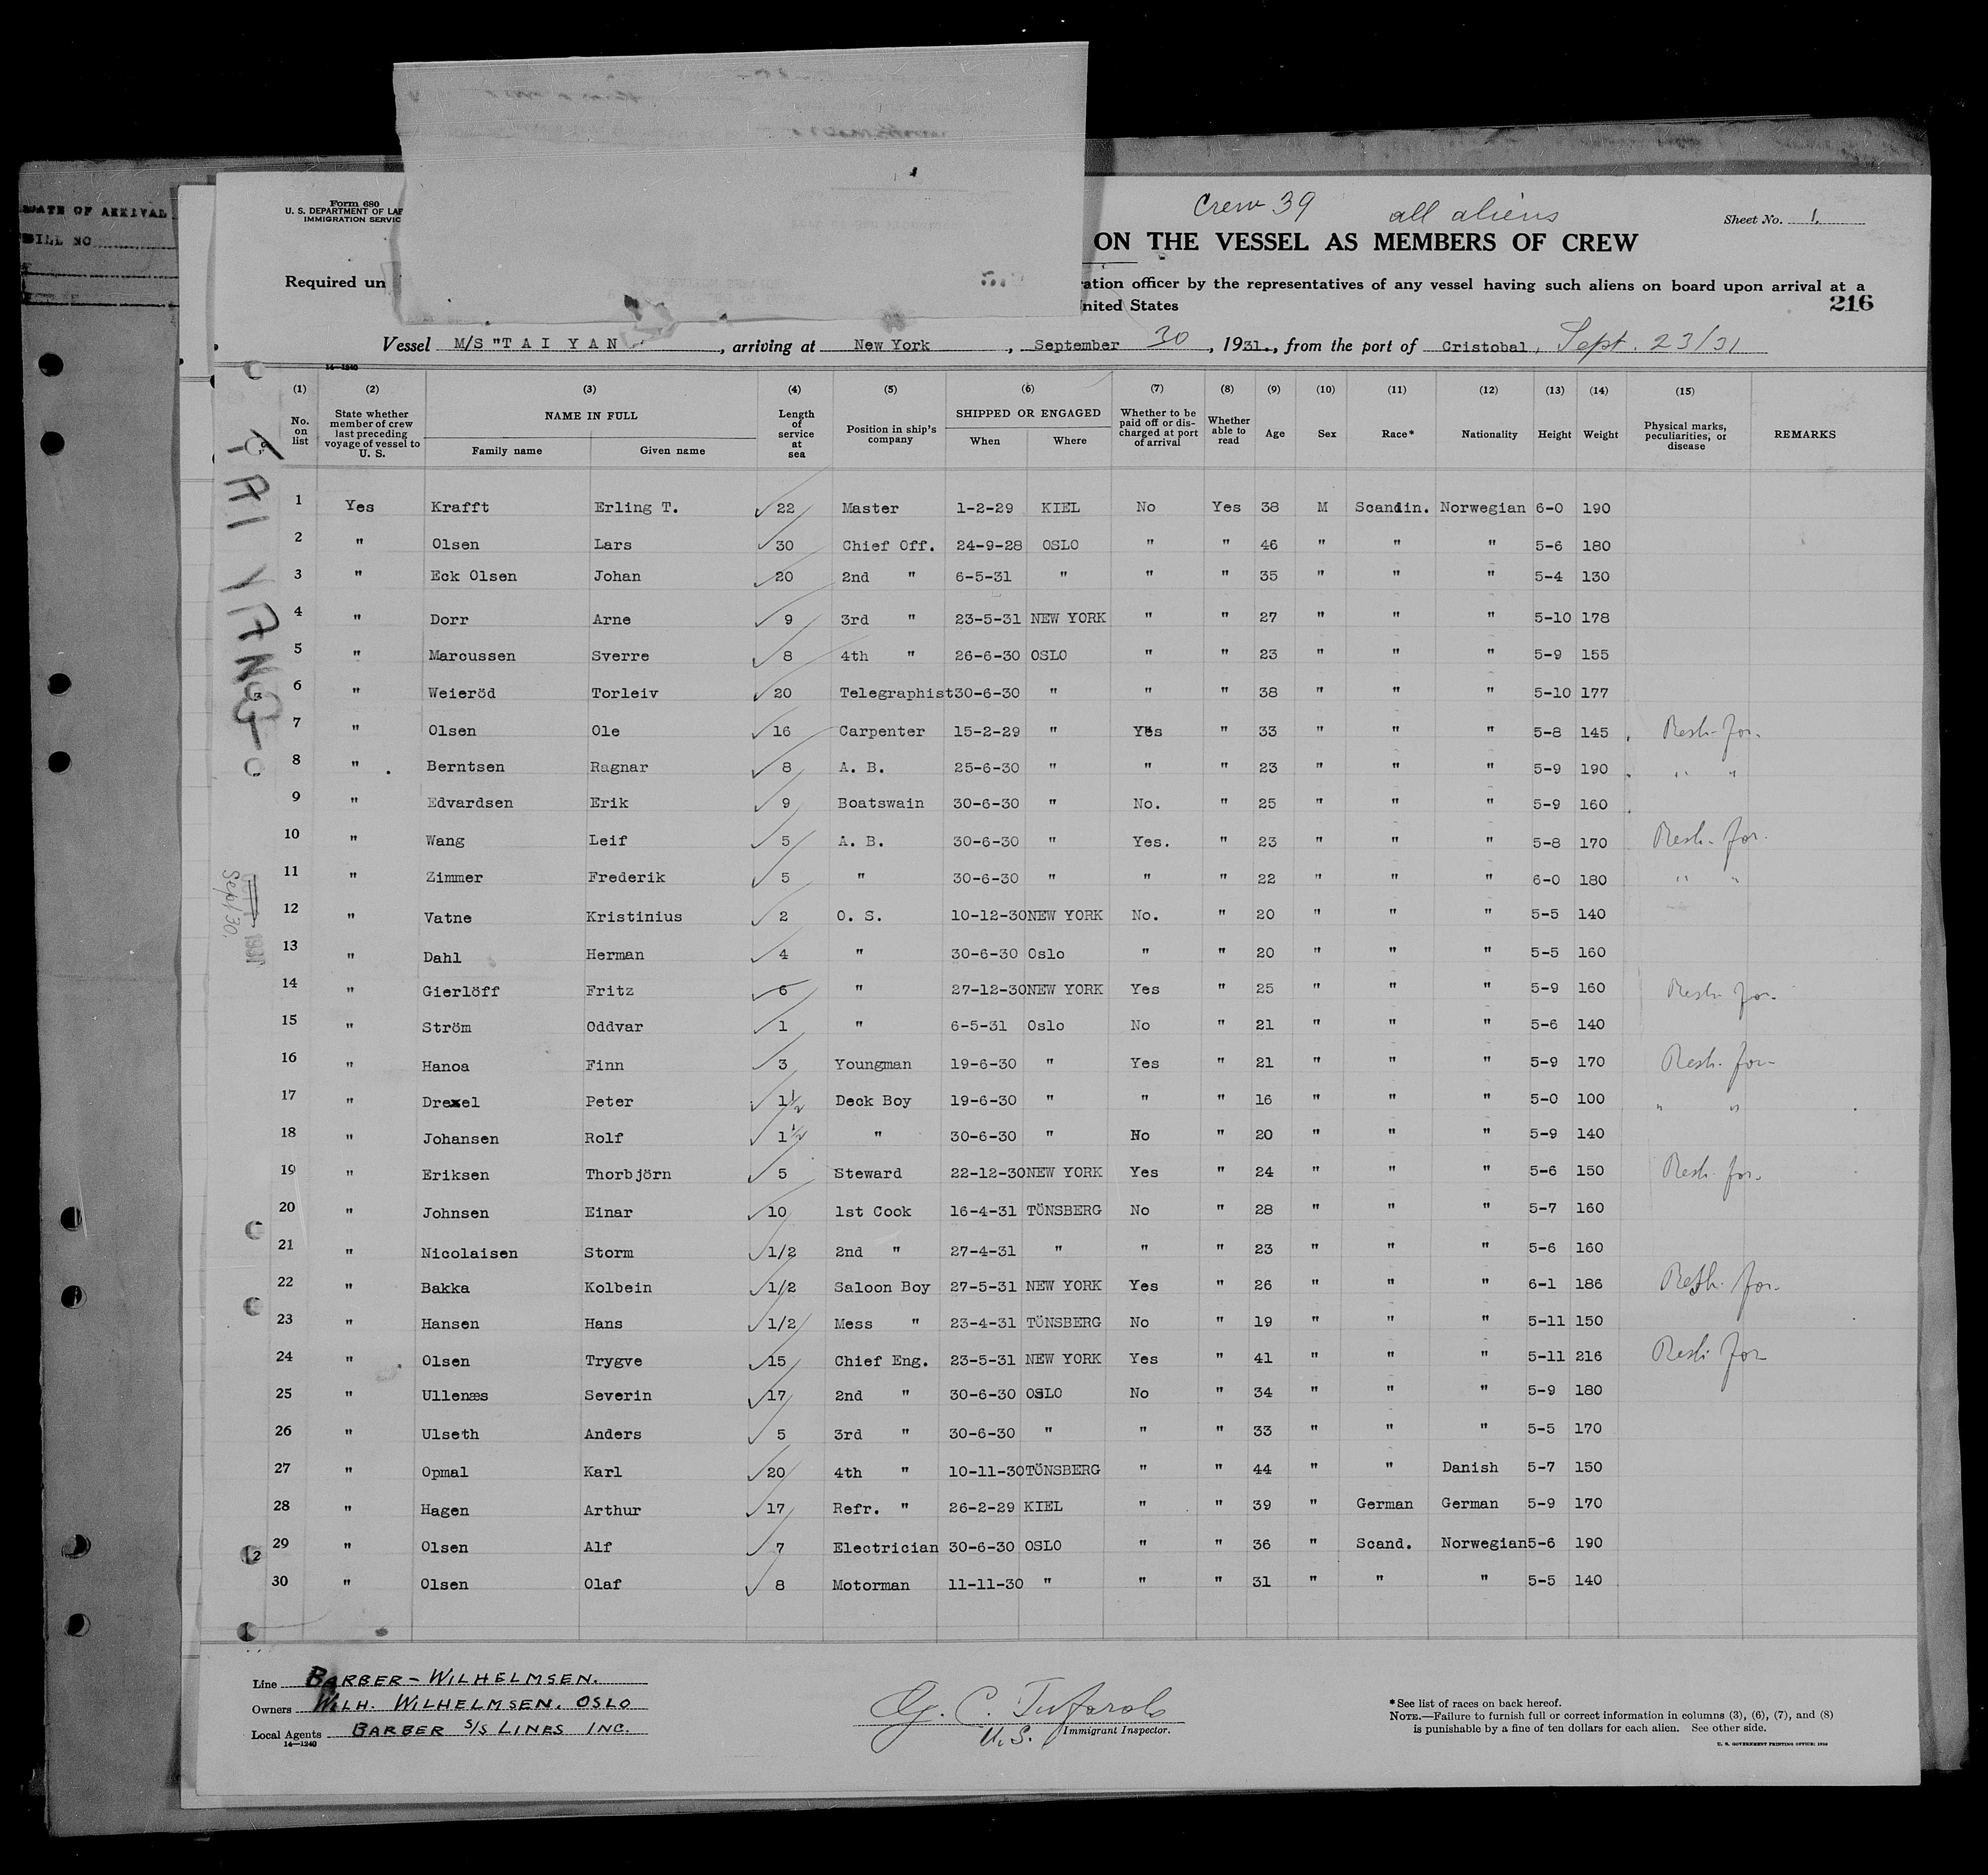 DATE OF ARRIVAL
BILL NO
Form 680
U. S. DEPARTMENT OF LA
IMMIGRATION SERVIC
Crew 39 all aliens
Sheet No. 1.
ON THE VESSEL AS MEMBERS OF CREW
Required un ration officer by the representatives of any vessel having such aliens on board upon arrival at a
nited States
216
Vessel M/S "T A I Y A N , arriving at New York , September 30 , 1931., from the port of Cristobal, Sept. 23/31
14—1240
(1) (2) (3) (4) (5) (6) (7) (8) (9) (10) (11) (12) (13) (14) (15)
No. on list State whether member of crew last preceding voyage of vessel to U. S. NAME IN FULL Family name Given name Length of service at sea Position in ship's company SHIPPED OR ENGAGED When Where Whether to be paid off or discharged at port of arrival Whether able to read Age Sex Race* Nationality Height Weight Physical marks, peculiarities, or disease REMARKS
TAI YANG
Sept 30. 1931
1 Yes Krafft Erling T. 22 Master 1-2-29 KIEL No Yes 38 M Scandin. Norwegian 6-0 190
2 " Olsen Lars 30 Chief Off. 24-9-28 OSLO " " 46 " " " 5-6 180
3 " Eck Olsen Johan 20 2nd " 6-5-31 " " " 35 " " " 5-4 130
4 " Dorr Arne 9 3rd " 23-5-31 NEW YORK " " 27 " " " 5-10 178
5 " Marcussen Sverre 8 4th " 26-6-30 OSLO " " 23 " " " 5-9 155
6 " Weieröd Torleiv 20 Telegraphist 30-6-30 " " " 38 " " " 5-10 177
7 " Olsen Ole 16 Carpenter 15-2-29 " Yes " 33 " " " 5-8 145 Resh. for.
8 " Berntsen Ragnar 8 A. B. 25-6-30 " " " 23 " " " 5-9 190 " "
9 " Edvardsen Erik 9 Boatswain 30-6-30 " No. " 25 " " " 5-9 160
10 " Wang Leif 5 A. B. 30-6-30 " Yes. " 23 " " " 5-8 170 Resh. for.
11 " Zimmer Frederik 5 " 30-6-30 " " " 22 " " " 6-0 180 " "
12 " Vatne Kristinius 2 O. S. 10-12-30 NEW YORK No. " 20 " " " 5-5 140
13 " Dahl Herman 4 " 30-6-30 Oslo " " 20 " " " 5-5 160
14 " Gierlöff Fritz 6 " 27-12-30 NEW YORK Yes " 25 " " " 5-9 160 Resh. for.
15 " Ström Oddvar 1 " 6-5-31 Oslo No " 21 " " " 5-6 140
16 " Hanoa Finn 3 Youngman 19-6-30 " Yes " 21 " " " 5-9 170 Resh. for.
17 " Drexel Peter 1½ Deck Boy 19-6-30 " " " 16 " " " 5-0 100 " "
18 " Johansen Rolf 1½ " 30-6-30 " No " 20 " " " 5-9 140
19 " Eriksen Thorbjörn 5 Steward 22-12-30 NEW YORK Yes " 24 " " " 5-6 150 Resh. for.
20 " Johnsen Einar 10 1st Cook 16-4-31 TÖNSBERG No " 28 " " " 5-7 160
21 " Nicolaisen Storm 1/2 2nd " 27-4-31 " " " 23 " " " 5-6 160
22 " Bakka Kolbein 1/2 Saloon Boy 27-5-31 NEW YORK Yes " 26 " " " 6-1 186 Resh. for.
23 " Hansen Hans 1/2 Mess " 23-4-31 TÖNSBERG No " 19 " " " 5-11 150
24 " Olsen Trygve 15 Chief Eng. 23-5-31 NEW YORK Yes " 41 " " " 5-11 216 Resh. for
25 " Ullenæs Severin 17 2nd " 30-6-30 OSLO No " 34 " " " 5-9 180
26 " Ulseth Anders 5 3rd " 30-6-30 " " " 33 " " " 5-5 170
27 " Opmal Karl 20 4th " 10-11-30 TÖNSBERG " " 44 " " Danish 5-7 150
28 " Hagen Arthur 17 Refr. " 26-2-29 KIEL " " 39 " German German 5-9 170
29 " Olsen Alf 7 Electrician 30-6-30 OSLO " " 36 " Scand. Norwegian 5-6 190
30 " Olsen Olaf 8 Motorman 11-11-30 " " " 31 " " " 5-5 140
Line BARBER - WILHELMSEN.
Owners WILH. WILHELMSEN. OSLO
Local Agents BARBER S/S LINES INC.
14—1240
U.S. Immigrant Inspector.
*See list of races on back hereof.
NOTE.—Failure to furnish full or correct information in columns (3), (6), (7), and (8)
is punishable by a fine of ten dollars for each alien. See other side.
U. S. GOVERNMENT PRINTING OFFICE: